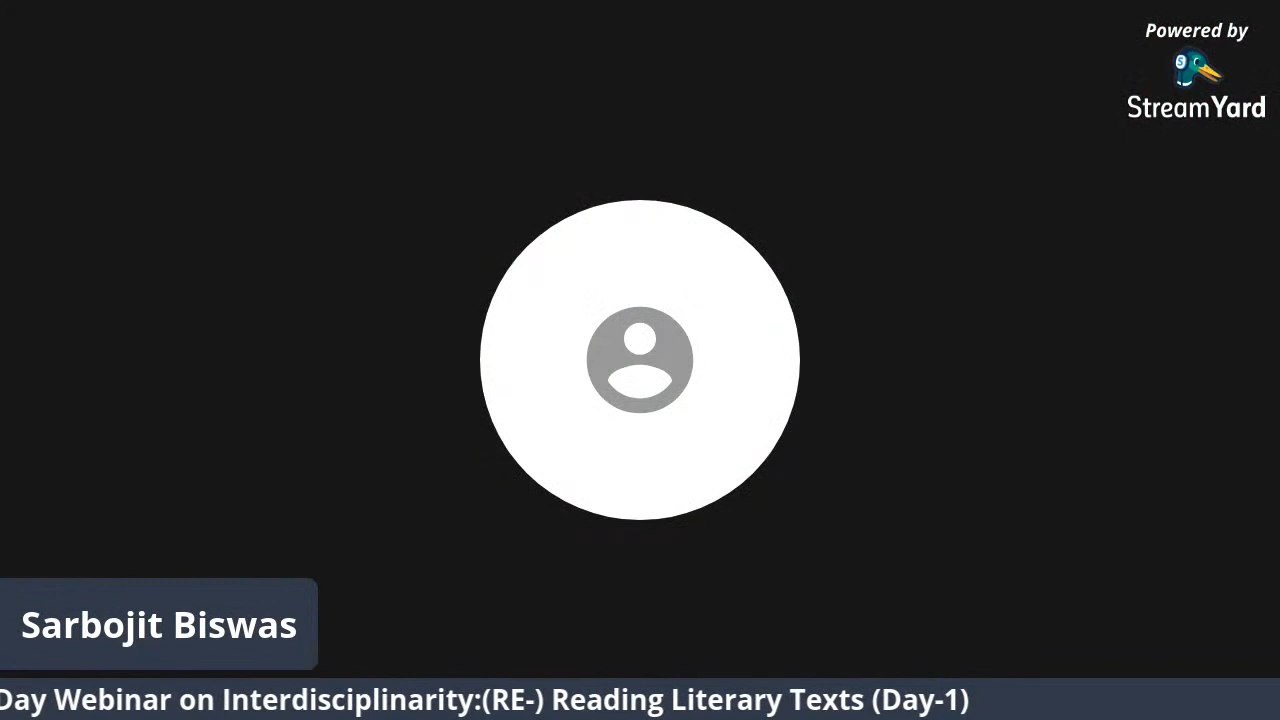 Powered by
StreamYard
Sarbojit Biswas
Day Webinar on Interdisciplinarity:(RE-) Reading Literary Texts (Day-1)